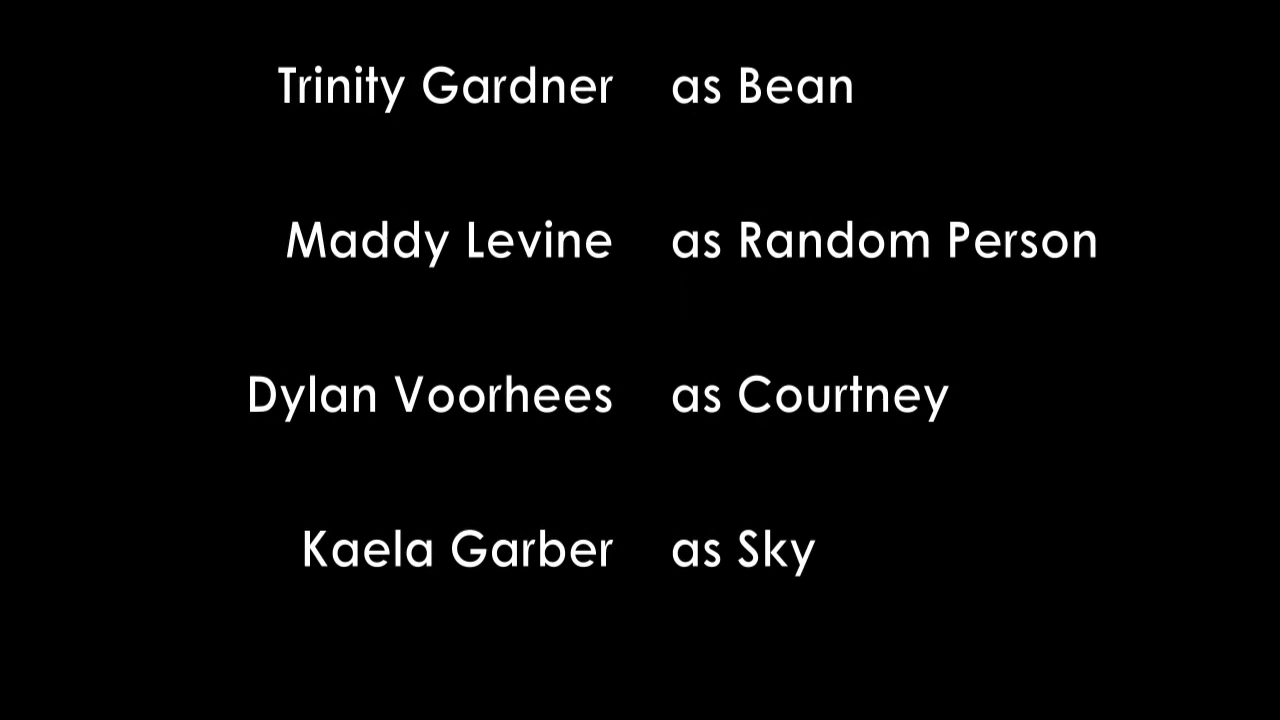 Trinity Gardner as Bean
Maddy Levine as Random Person
Dylan Voorhees as Courtney
Kaela Garber as Sky